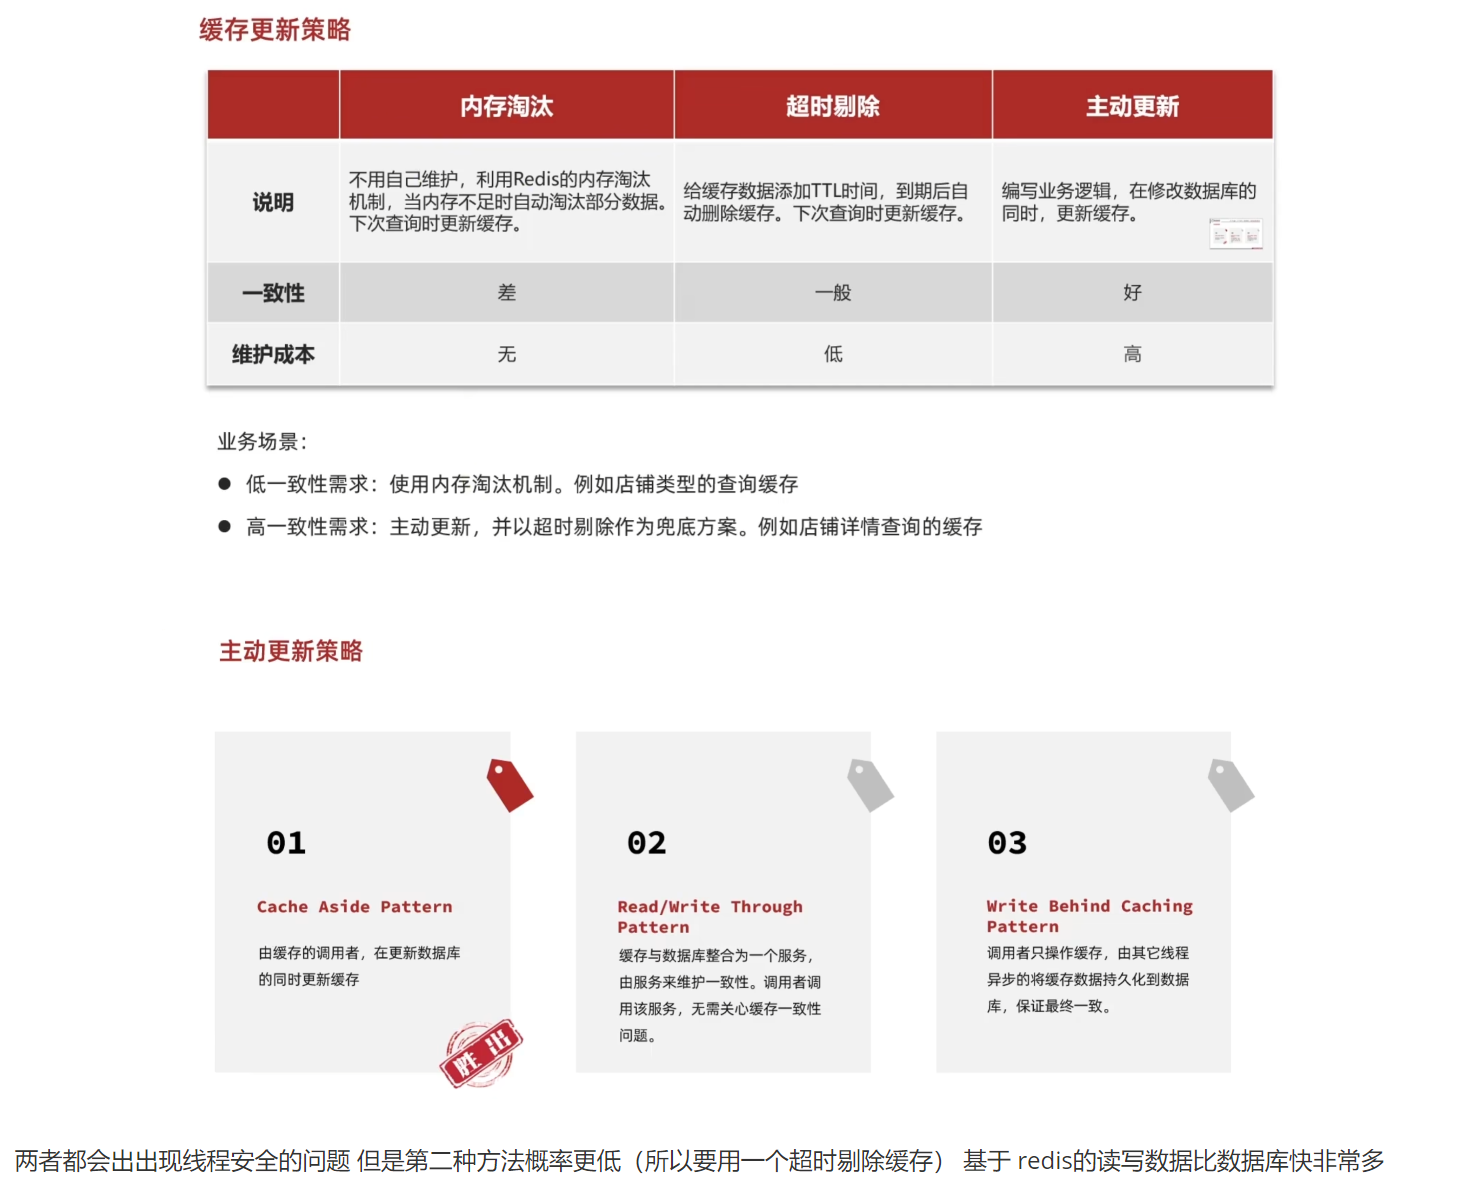 缓存更新策略
内存淘汰 超时剔除 主动更新
说明
不用自己维护，利用Redis的内存淘汰
机制，当内存不足时自动淘汰部分数据。
下次查询时更新缓存。
给缓存数据添加TTL时间，到期后自
动删除缓存。下次查询时更新缓存。
编写业务逻辑，在修改数据库的
同时，更新缓存。
一致性 差 一般 好
维护成本 无 低 高
业务场景：
● 低一致性需求：使用内存淘汰机制。例如店铺类型的查询缓存
● 高一致性需求：主动更新，并以超时剔除作为兜底方案。例如店铺详情查询的缓存
主动更新策略
01
Cache Aside Pattern
由缓存的调用者，在更新数据库
的同时更新缓存
胜出
02
Read/Write Through
Pattern
缓存与数据库整合为一个服务，
由服务来维护一致性。调用者调
用该服务，无需关心缓存一致性
问题。
03
Write Behind Caching
Pattern
调用者只操作缓存，由其它线程
异步的将缓存数据持久化到数据
库，保证最终一致。
两者都会出出现线程安全的问题 但是第二种方法概率更低（所以要用一个超时剔除缓存） 基于 redis的读写数据比数据库快非常多